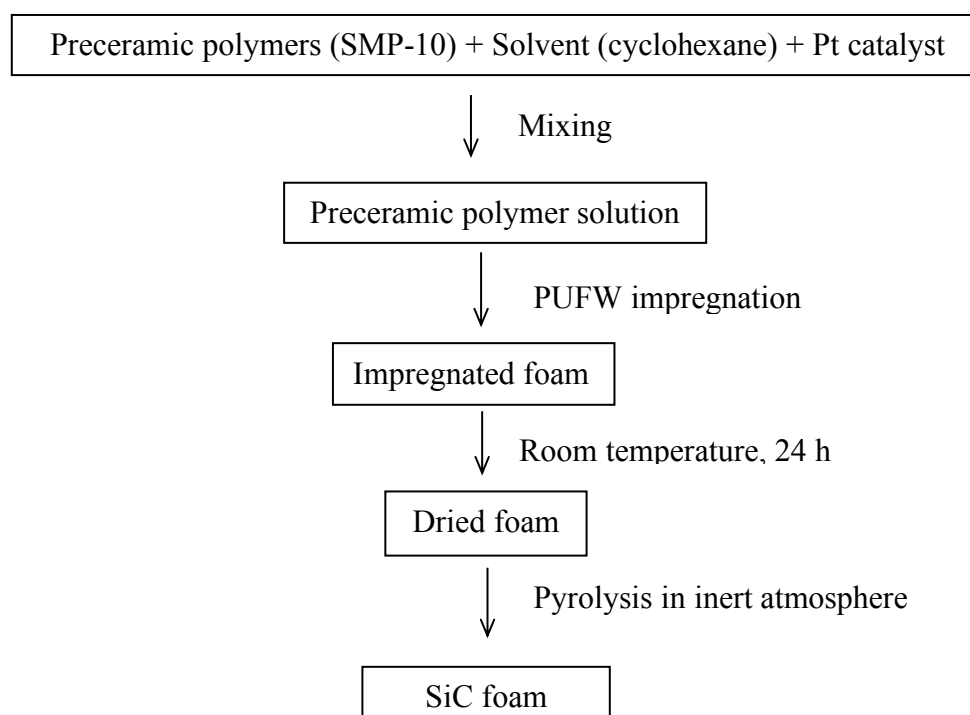 Preceramic polymers (SMP-10) + Solvent (cyclohexane) + Pt catalyst
Mixing
Preceramic polymer solution
PUFW impregnation
Impregnated foam
Room temperature, 24 h
Dried foam
Pyrolysis in inert atmosphere
SiC foam